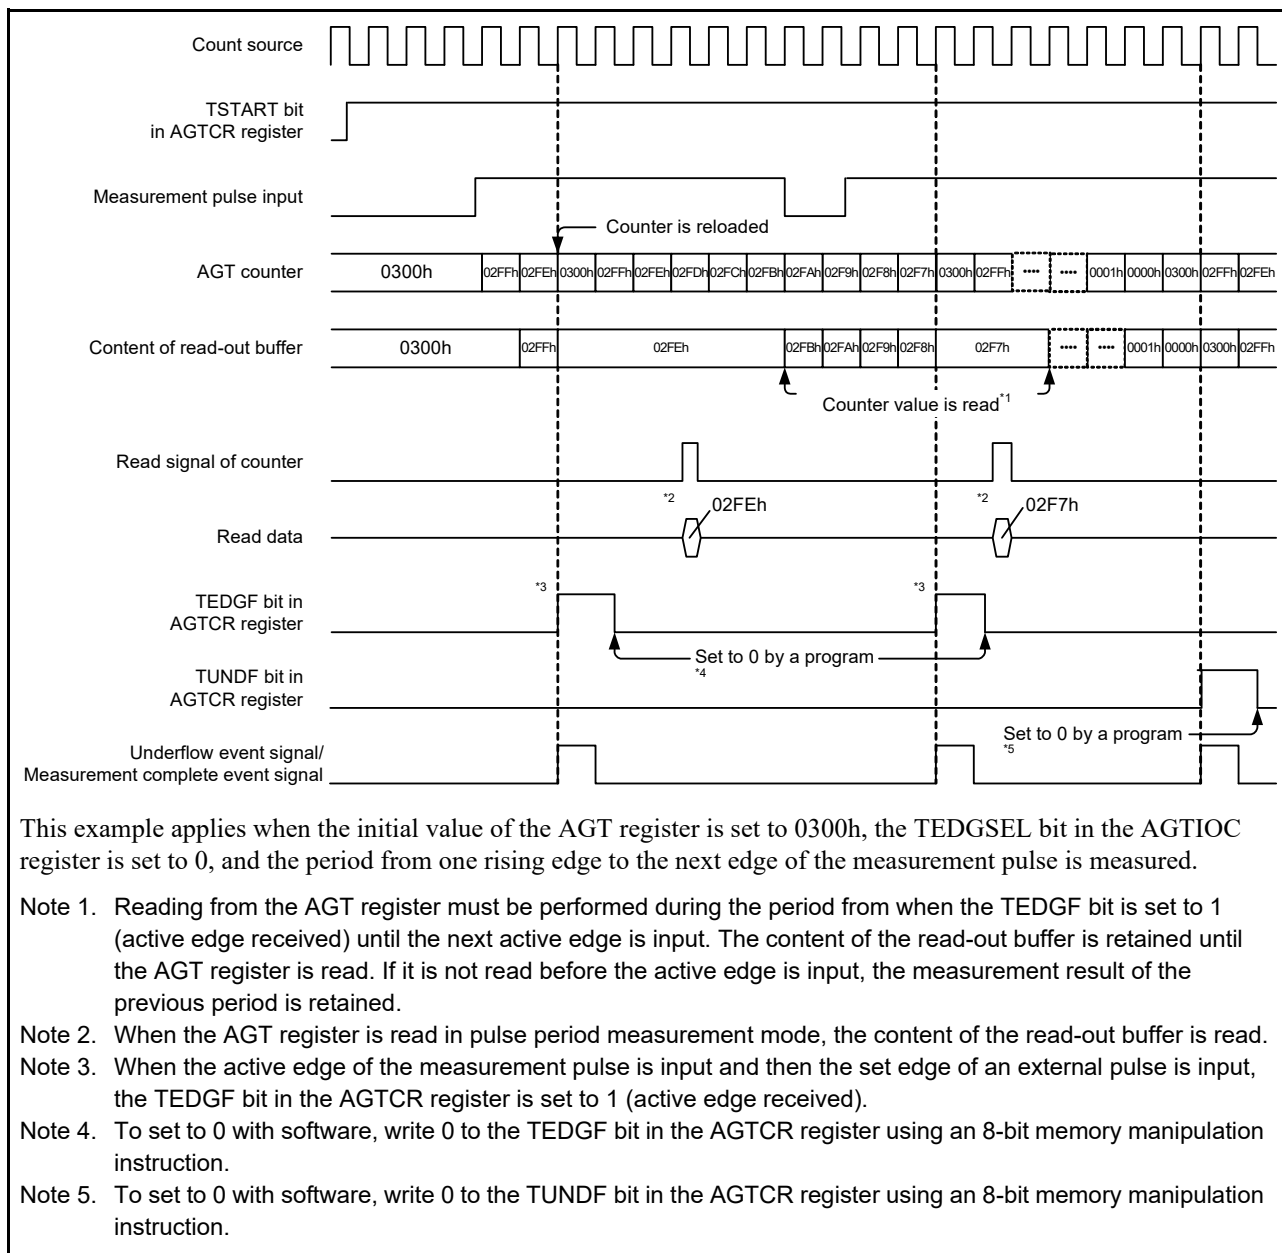 Count source
TSTART bit
in AGTCR register
Measurement pulse input
Counter is reloaded
AGT counter
0300h 02FFh 02FEh 0300h 02FFh 02FEh 02FDh 02FCh 02FBh 02FAh 02F9h 02F8h 02F7h 0300h 02FFh •••• •••• 0001h 0000h 0300h 02FFh 02FEh
Content of read-out buffer
0300h 02FFh 02FEh 02FBh 02FAh 02F9h 02F8h 02F7h •••• •••• 0001h 0000h 0300h 02FFh
Counter value is read*1
Read signal of counter
*2 02FEh *2 02F7h
Read data
*3 *3
TEDGF bit in
AGTCR register
Set to 0 by a program
*4
TUNDF bit in
AGTCR register
Set to 0 by a program
*5
Underflow event signal/
Measurement complete event signal
This example applies when the initial value of the AGT register is set to 0300h, the TEDGSEL bit in the AGTIOC
register is set to 0, and the period from one rising edge to the next edge of the measurement pulse is measured.
Note 1. Reading from the AGT register must be performed during the period from when the TEDGF bit is set to 1
(active edge received) until the next active edge is input. The content of the read-out buffer is retained until
the AGT register is read. If it is not read before the active edge is input, the measurement result of the
previous period is retained.
Note 2. When the AGT register is read in pulse period measurement mode, the content of the read-out buffer is read.
Note 3. When the active edge of the measurement pulse is input and then the set edge of an external pulse is input,
the TEDGF bit in the AGTCR register is set to 1 (active edge received).
Note 4. To set to 0 with software, write 0 to the TEDGF bit in the AGTCR register using an 8-bit memory manipulation
instruction.
Note 5. To set to 0 with software, write 0 to the TUNDF bit in the AGTCR register using an 8-bit memory manipulation
instruction.